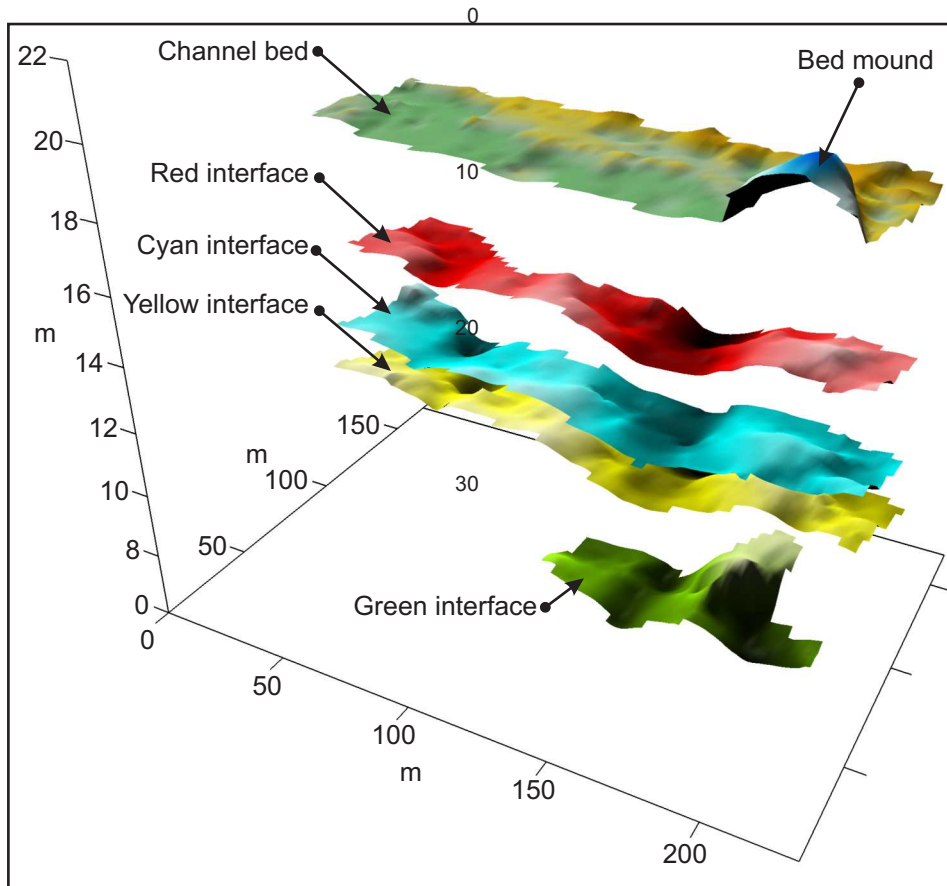 0
Channel bed
Bed mound
22
20
18
16
14
12
10
8
0
m
Red interface
Cyan interface
Yellow interface
Green interface
10
20
30
150
100
50
m
0
50
100
150
200
m